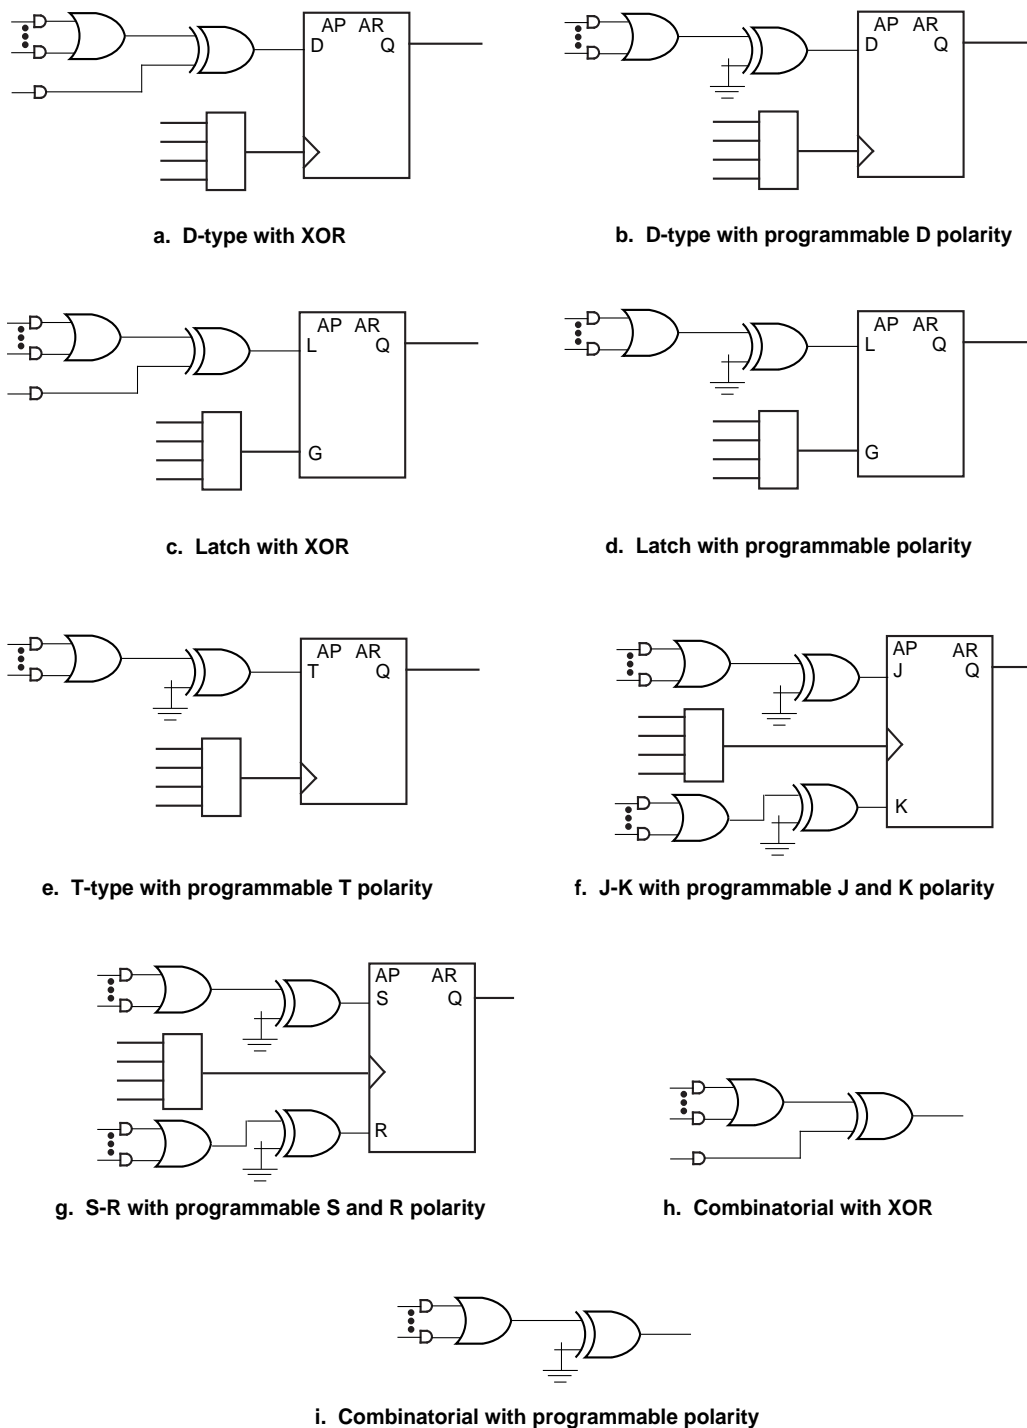 AP AR
D Q
a. D-type with XOR
AP AR
D Q
b. D-type with programmable D polarity
AP AR
L Q
G
c. Latch with XOR
AP AR
L Q
G
d. Latch with programmable polarity
AP AR
T Q
e. T-type with programmable T polarity
AP AR
J Q
K
f. J-K with programmable J and K polarity
AP AR
S Q
R
g. S-R with programmable S and R polarity
h. Combinatorial with XOR
i. Combinatorial with programmable polarity